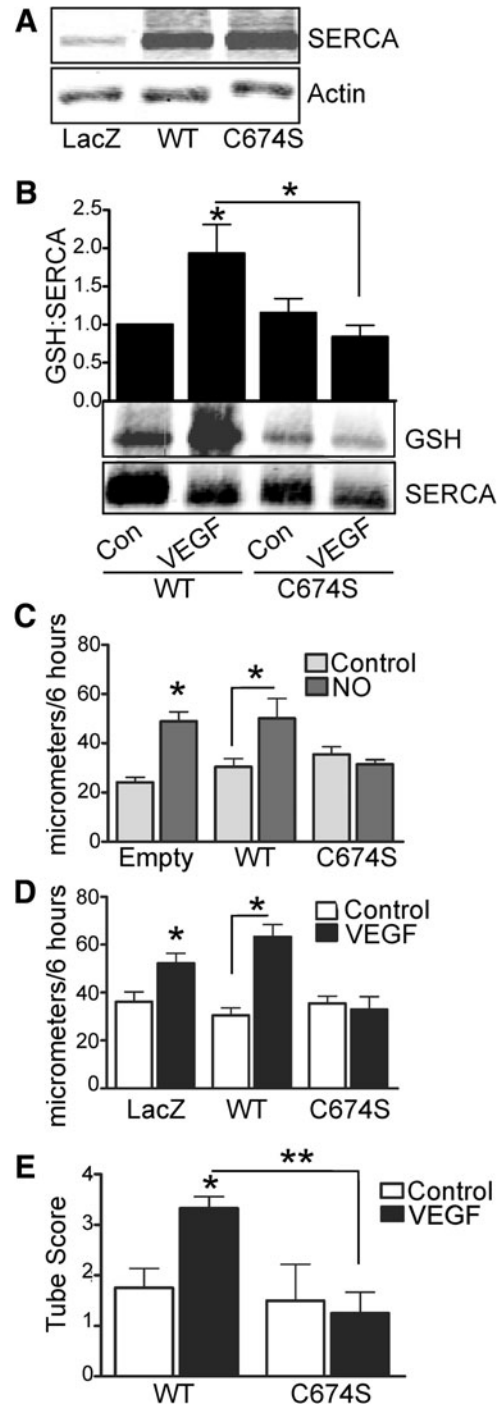 A
SERCA
Actin
LacZ WT C674S
B
GSH:SERCA
2.5
2.0
1.5
1.0
0.5
0.0
*
*
GSH
SERCA
Con VEGF Con VEGF
WT C674S
C
micrometers/6 hours
80
60
40
20
0
*
*
Control
NO
Empty WT C674S
D
micrometers/6 hours
80
60
40
20
0
*
*
Control
VEGF
LacZ WT C674S
E
Tube Score
4
3
2
1
0
*
**
Control
VEGF
WT C674S